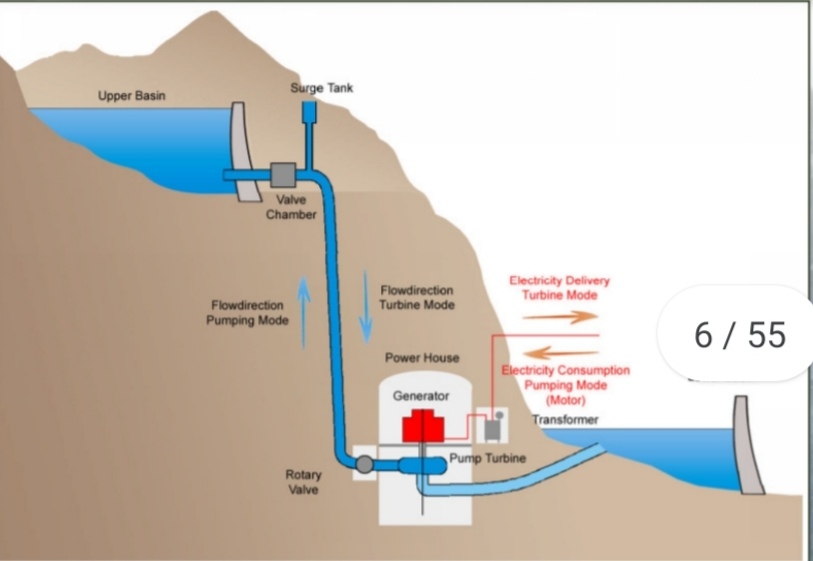 Surge Tank
Upper Basin
Valve
Chamber
Flowdirection
Pumping Mode
Flowdirection
Turbine Mode
Electricity Delivery
Turbine Mode
6 / 55
Power House
Electricity Consumption
Pumping Mode
(Motor)
Generator
Transformer
Pump Turbine
Rotary
Valve